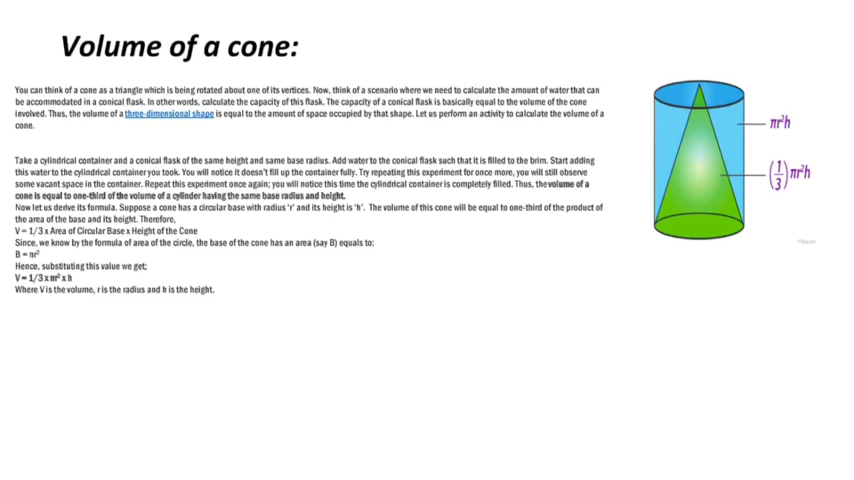 Volume of a cone:
You can think of a cone as a triangle which is being rotated about one of its vertices. Now, think of a scenario where we need to calculate the amount of water that can
be accommodated in a conical flask. In other words, calculate the capacity of this flask. The capacity of a conical flask is basically equal to the volume of the cone
involved. Thus, the volume of a three-dimensional shape is equal to the amount of space occupied by that shape. Let us perform an activity to calculate the volume of a
cone.
Take a cylindrical container and a conical flask of the same height and same base radius. Add water to the conical flask such that it is filled to the brim. Start adding
this water to the cylindrical container you took. You will notice it doesn't fill up the container fully. Try repeating this experiment for once more, you will still observe
some vacant space in the container. Repeat this experiment once again; you will notice this time the cylindrical container is completely filled. Thus, the volume of a
cone is equal to one-third of the volume of a cylinder having the same base radius and height.
Now let us derive its formula. Suppose a cone has a circular base with radius 'r' and its height is 'h'. The volume of this cone will be equal to one-third of the product of
the area of the base and its height. Therefore,
V = 1/3 x Area of Circular Base x Height of the Cone
Since, we know by the formula of area of the circle, the base of the cone has an area (say B) equals to;
B = πr²
Hence, substituting this value we get;
V = 1/3 x πr² x h
Where V is the volume, r is the radius and h is the height.
πr²h
(1/3) πr²h